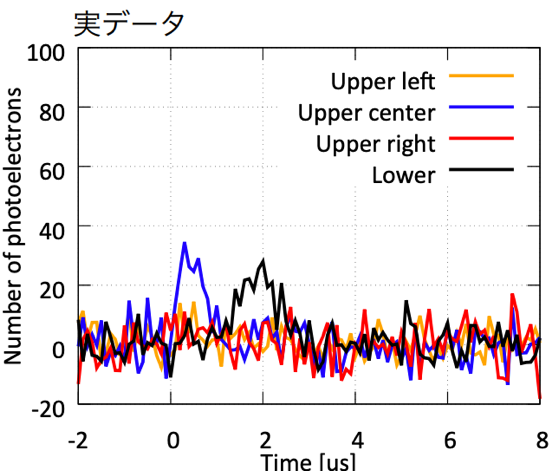 実データ
Number of photoelectrons
100
80
60
40
20
0
-20
Upper left
Upper center
Upper right
Lower
-2 0 2 4 6 8
Time [us]